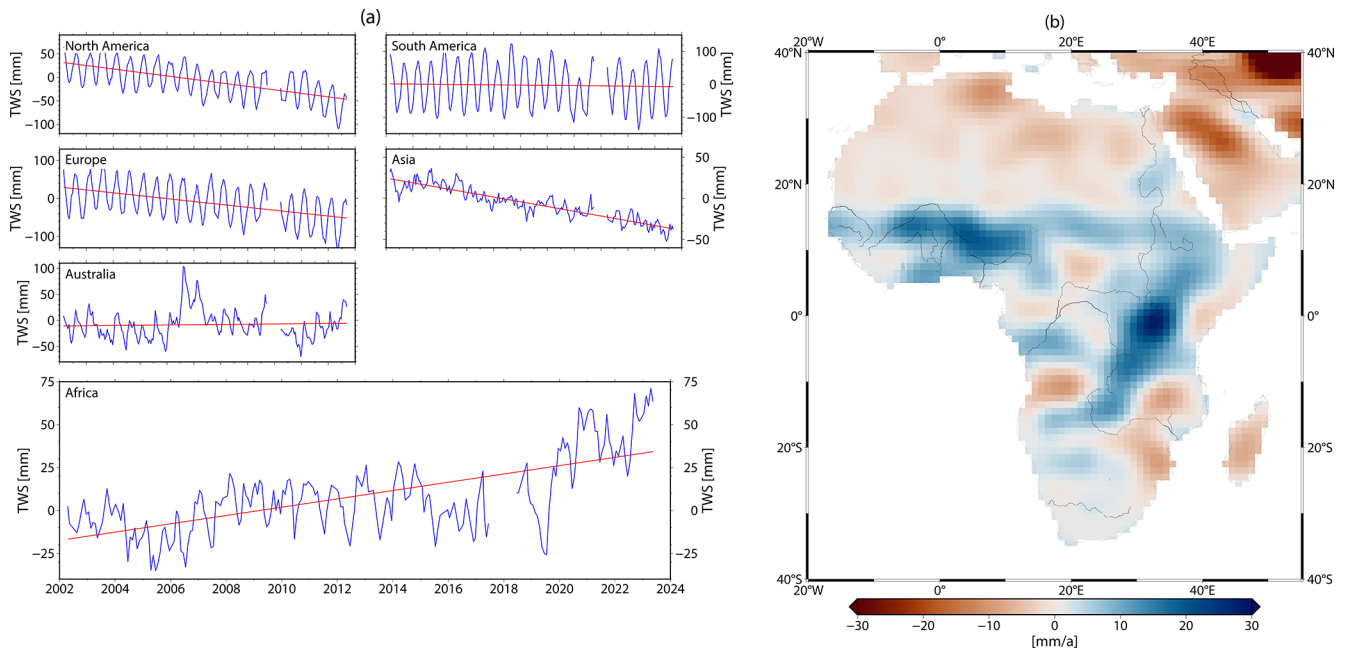 (a)
North America
TWS [mm]
50
0
−50
−100
South America
100
0
−100
TWS [mm]
Europe
TWS [mm]
100
0
−100
Asia
50
0
−50
TWS [mm]
Australia
TWS [mm]
100
50
0
−50
Africa
TWS [mm]
75
50
25
0
−25
75
50
25
0
−25
TWS [mm]
2002 2004 2006 2008 2010 2012 2014 2016 2018 2020 2022 2024
(b)
20°W 0° 20°E 40°E
40°N 40°N
20°N 20°N
0° 0°
20°S 20°S
40°S 40°S
20°W 0° 20°E 40°E
−30 −20 −10 0 10 20 30
[mm/a]